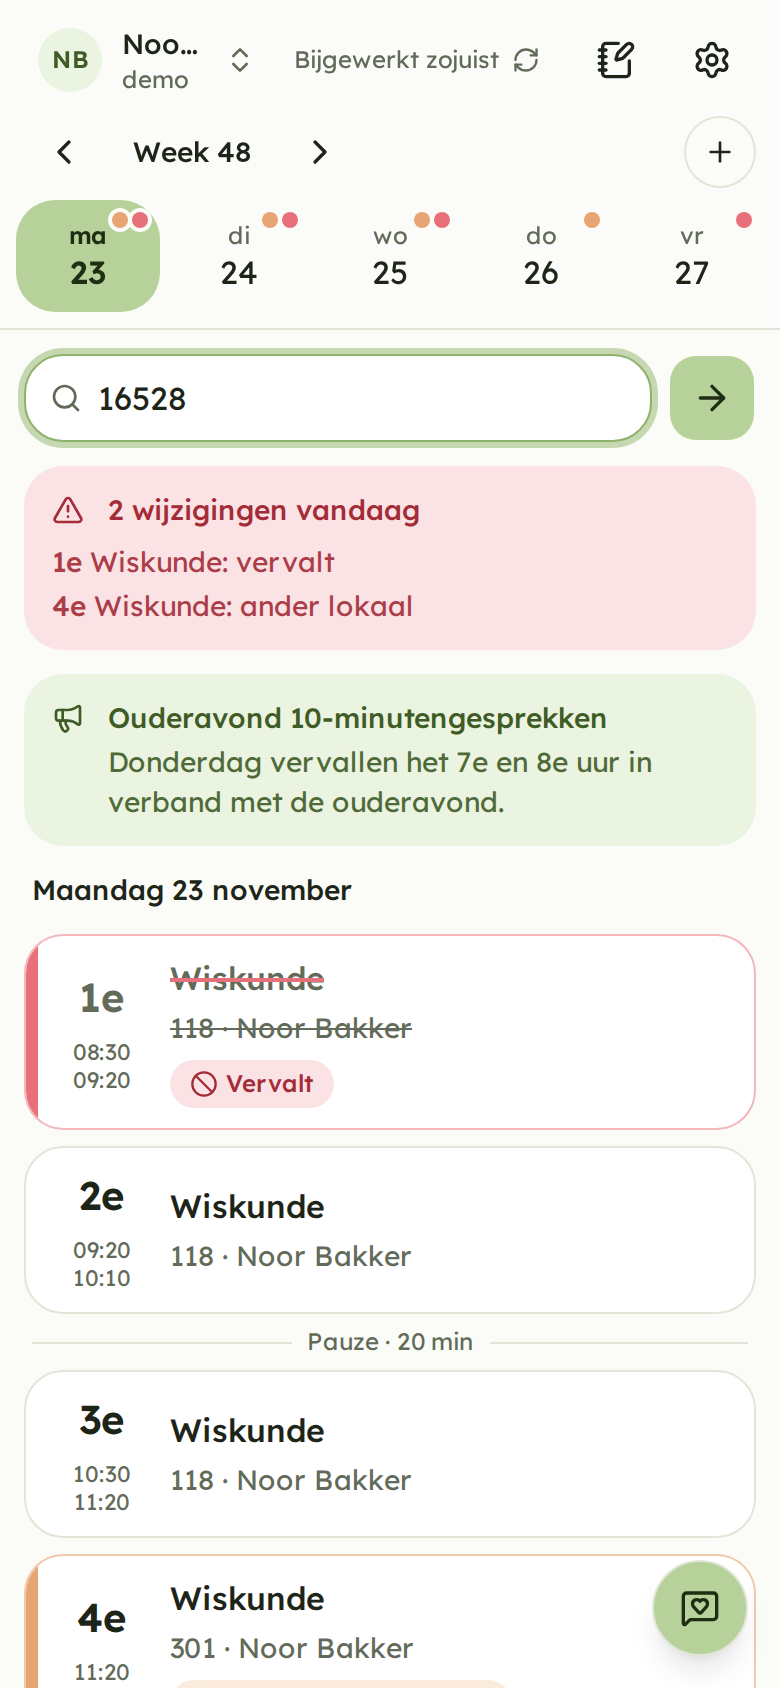 NB
Noo...
demo
Bijgewerkt zojuist
Week 48
ma
23
di
24
wo
25
do
26
vr
27
16528
2 wijzigingen vandaag
1e Wiskunde: vervalt
4e Wiskunde: ander lokaal
Ouderavond 10-minutengesprekken
Donderdag vervallen het 7e en 8e uur in
verband met de ouderavond.
Maandag 23 november
1e
08:30
09:20
Wiskunde
118 · Noor Bakker
Vervalt
2e
09:20
10:10
Wiskunde
118 · Noor Bakker
Pauze · 20 min
3e
10:30
11:20
Wiskunde
118 · Noor Bakker
4e
11:20
Wiskunde
301 · Noor Bakker